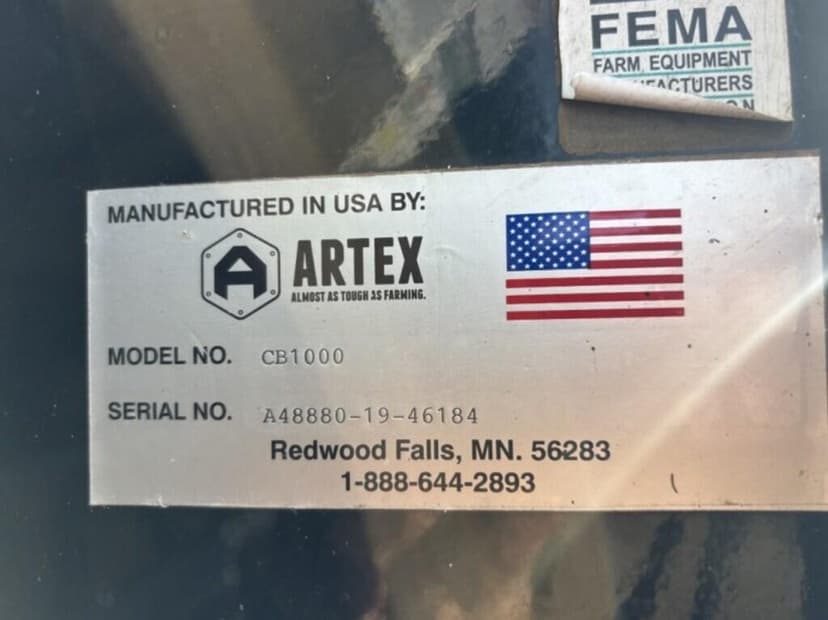 FEMA
FARM EQUIPMENT
FACTURERS
MANUFACTURED IN USA BY:
A ARTEX
ALMOST AS TOUGH AS FARMING.
MODEL NO. CB1000
SERIAL NO. A48880-19-46184
Redwood Falls, MN. 56283
1-888-644-2893